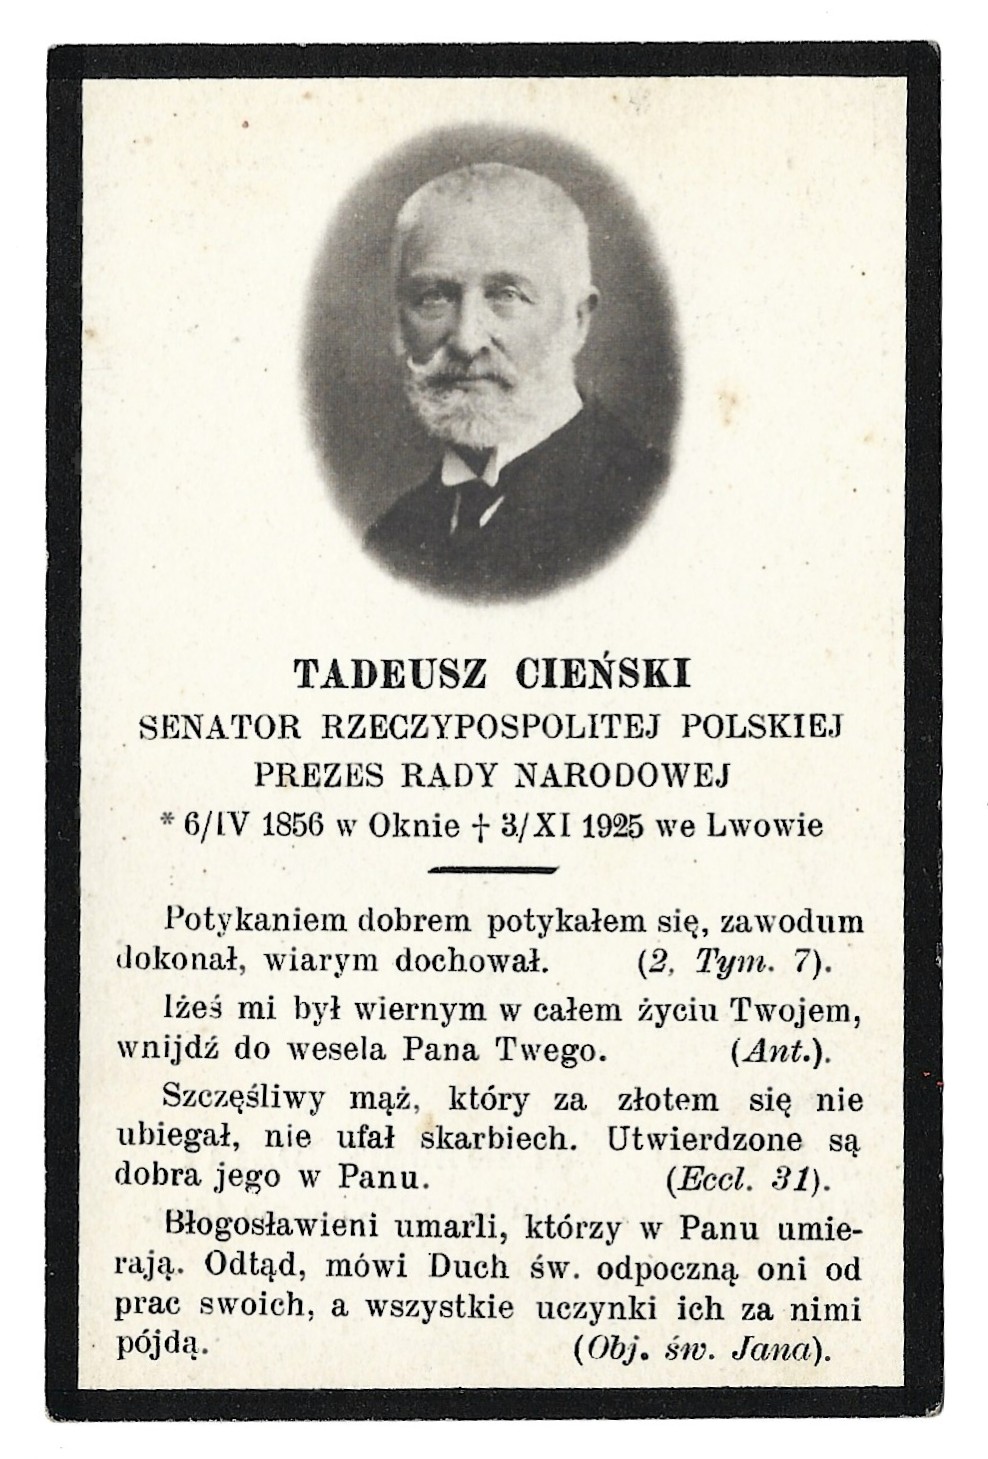 TADEUSZ CIEŃSKI
SENATOR RZECZYPOSPOLITEJ POLSKIEJ
PREZES RADY NARODOWEJ
* 6/IV 1856 w Oknie † 3/XI 1925 we Lwowie
Potykaniem dobrem potykałem się, zawodum
dokonał, wiarym dochował. (2, Tym. 7).
Iżeś mi był wiernym w całem życiu Twojem,
wnijdź do wesela Pana Twego. (Ant.).
Szczęśliwy mąż, który za złotem się nie
ubiegał, nie ufał skarbiech. Utwierdzone są
dobra jego w Panu. (Eccl. 31).
Błogosławieni umarli, którzy w Panu umie-
rają. Odtąd, mówi Duch św. odpoczną oni od
prac swoich, a wszystkie uczynki ich za nimi
pójdą. (Obj. św. Jana).